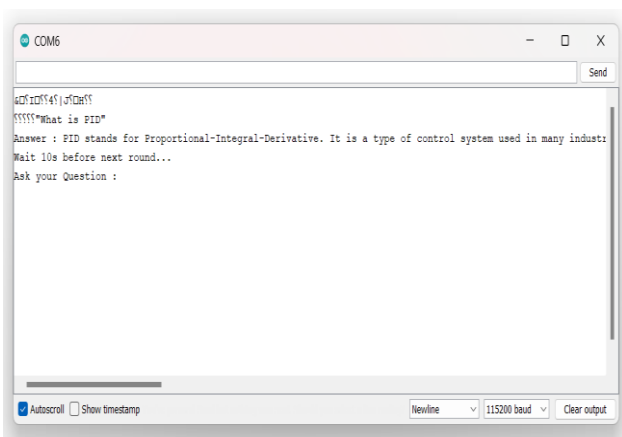 COM6
Send
"What is PID"
Answer : PID stands for Proportional-Integral-Derivative. It is a type of control system used in many industr
Wait 10s before next round...
Ask your Question :
Autoscroll Show timestamp Newline 115200 baud Clear output